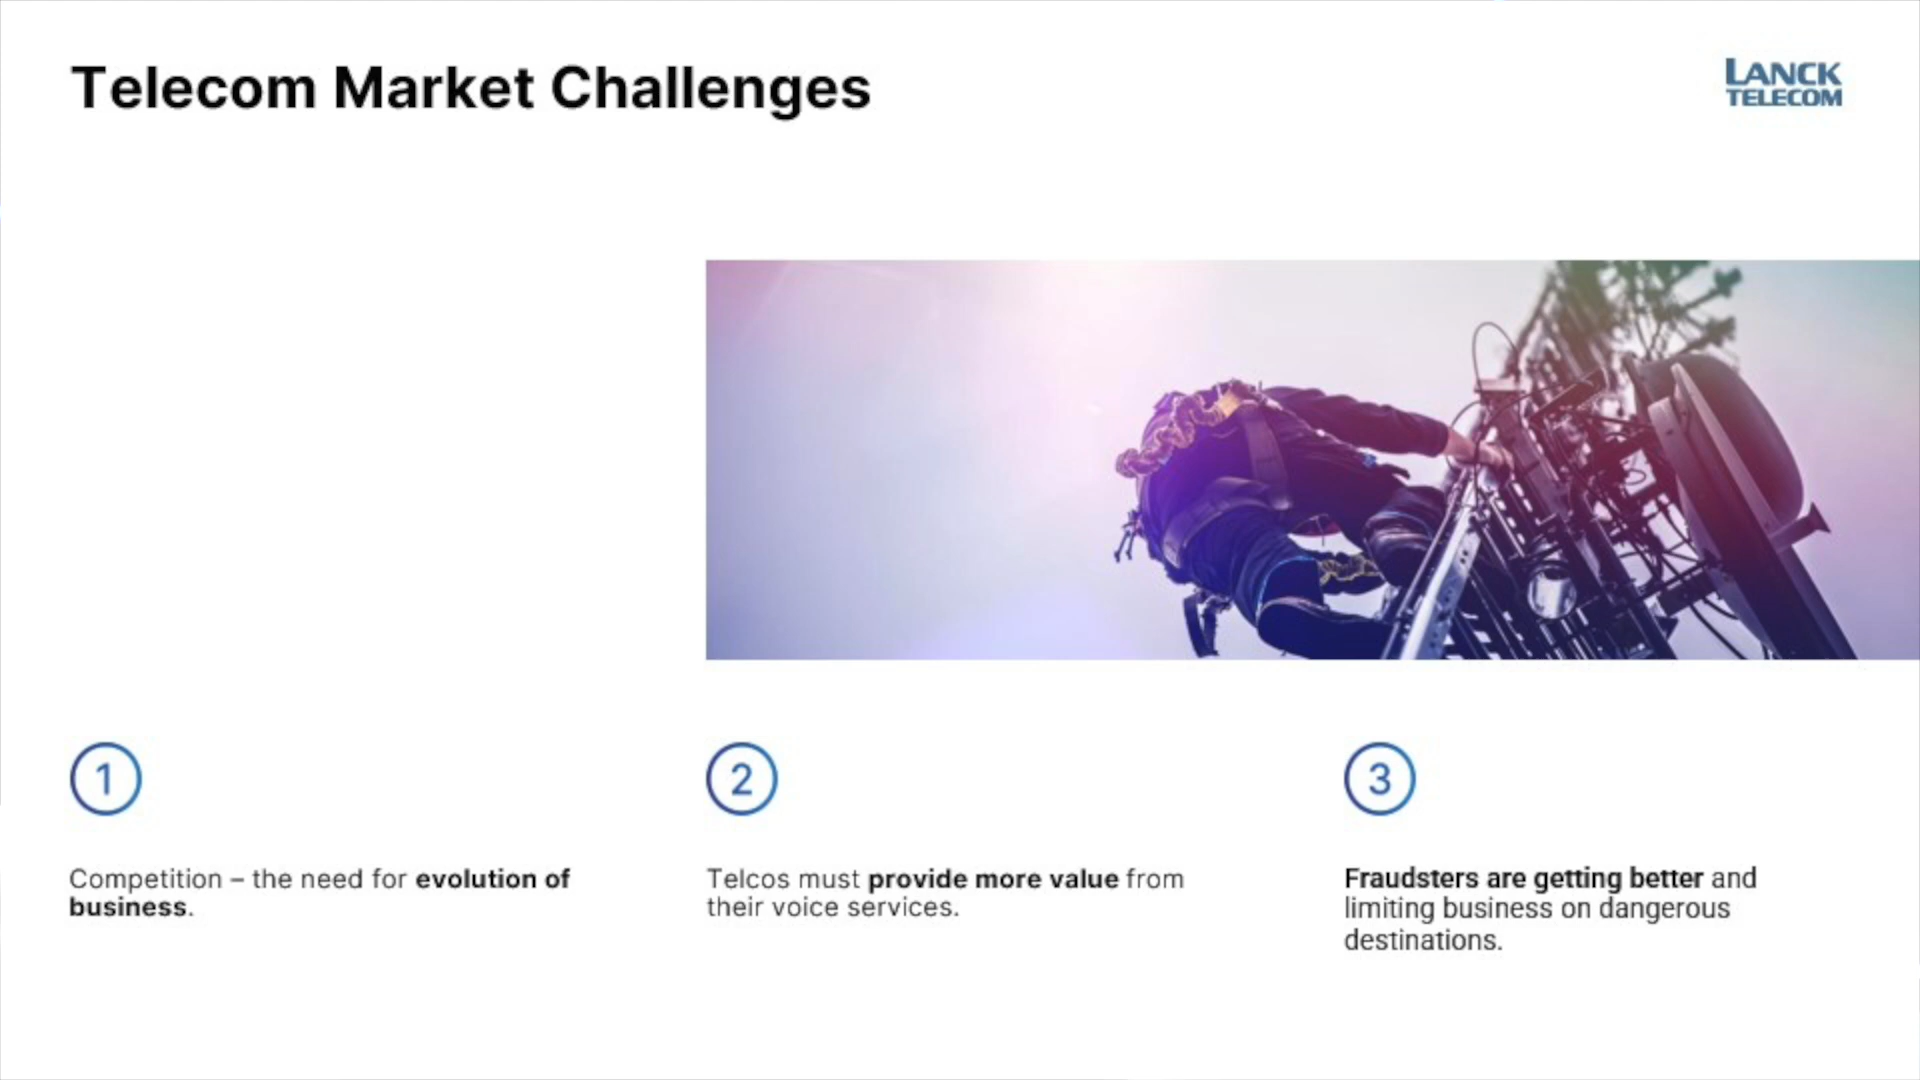 Telecom Market Challenges
LANCK
TELECOM
1
Competition – the need for evolution of
business.
2
Telcos must provide more value from
their voice services.
3
Fraudsters are getting better and
limiting business on dangerous
destinations.